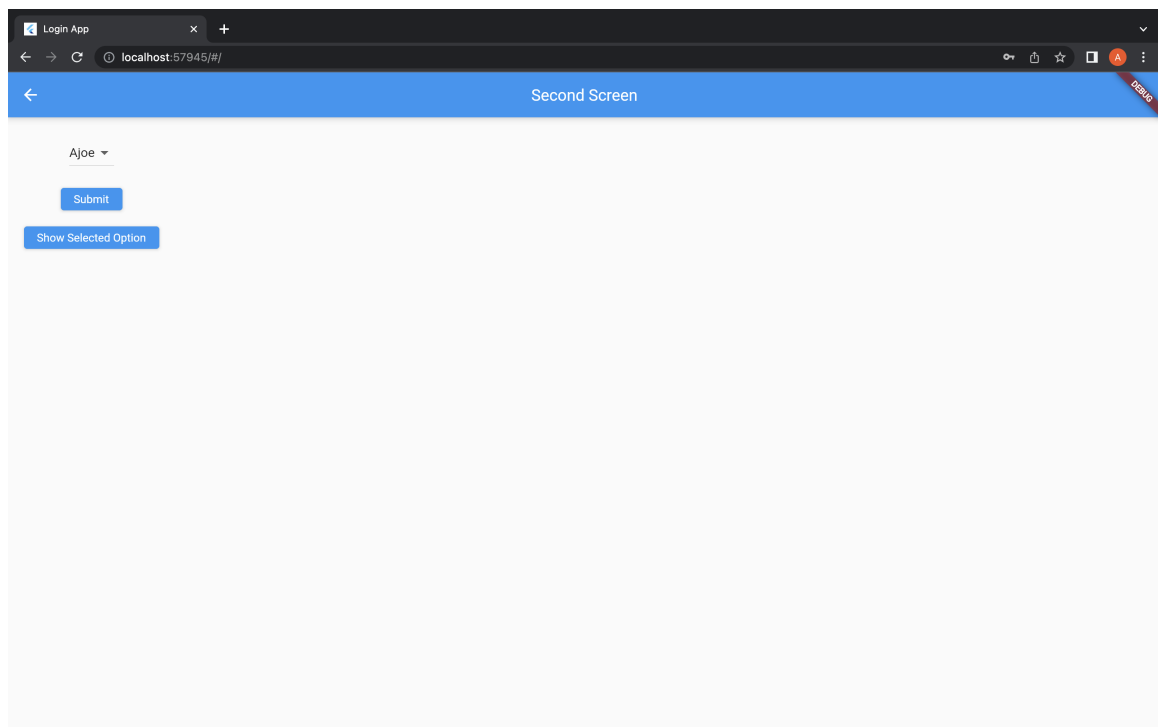 Login App
localhost:57945/#/
A
Second Screen
DEBUG
Ajoe
Submit
Show Selected Option